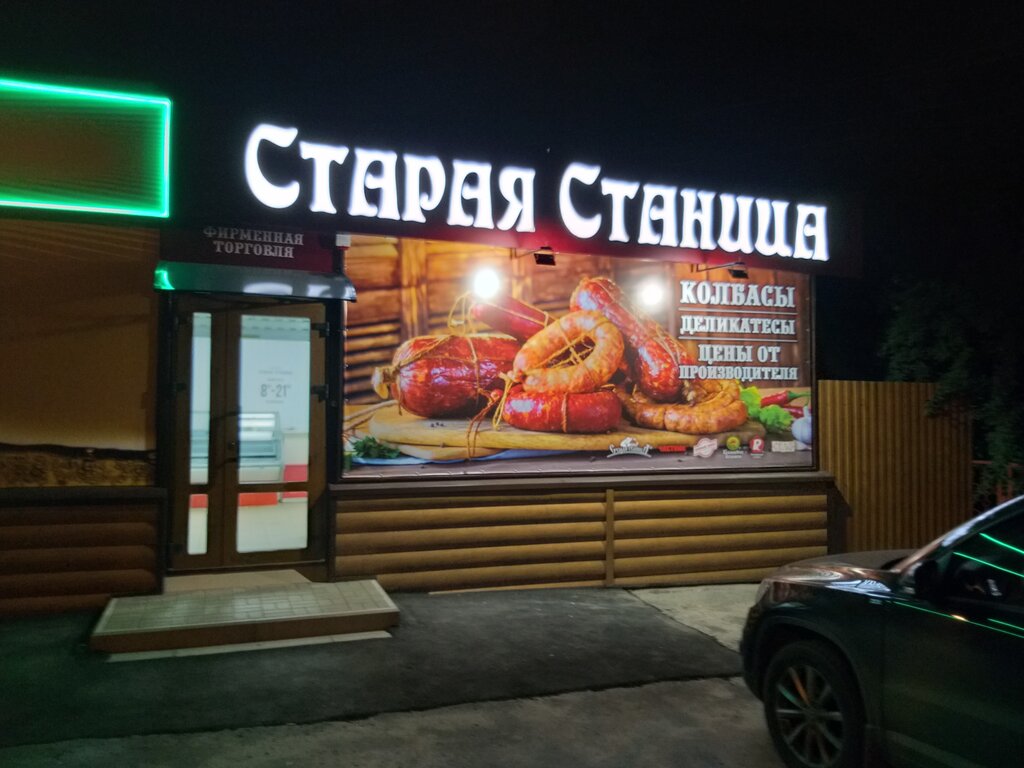 Старая Станица
ФИРМЕННАЯ
ТОРГОВЛЯ
КОЛБАСЫ
ДЕЛИКАТЕСЫ
ЦЕНЫ ОТ
ПРОИЗВОДИТЕЛЯ
8-21